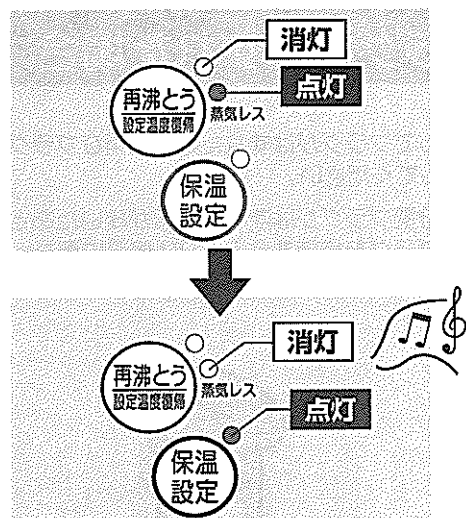 消灯
点灯
再沸とう
設定温度復帰
蒸気レス
保温
設定
消灯
再沸とう
設定温度復帰
蒸気レス
点灯
保温
設定